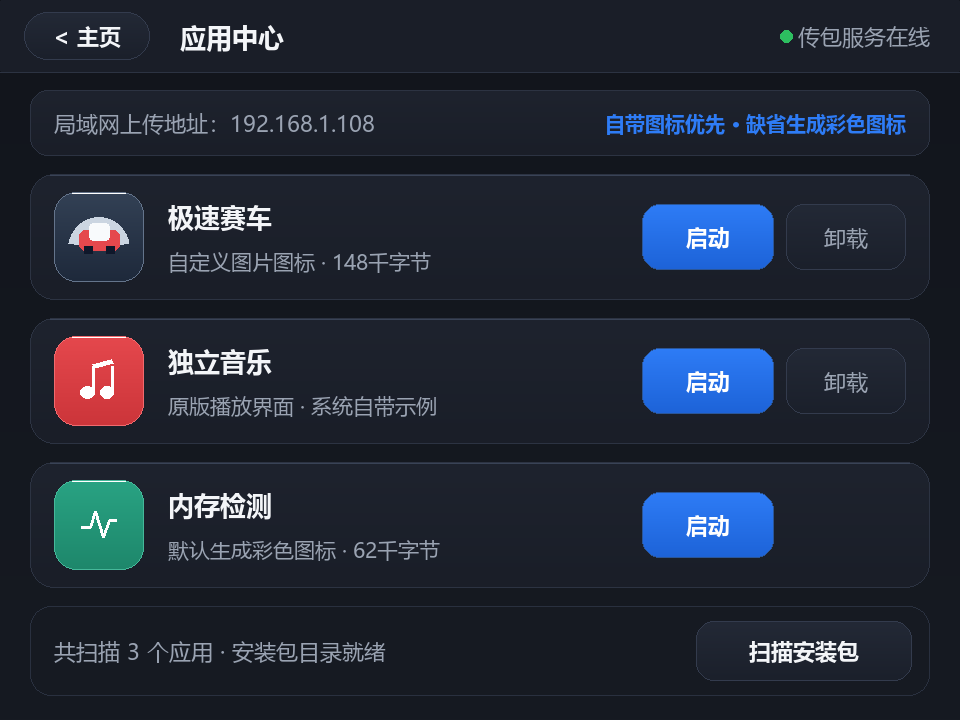 < 主页
应用中心
传包服务在线
局域网上传地址：192.168.1.108
自带图标优先 • 缺省生成彩色图标
极速赛车
自定义图片图标 · 148千字节
启动
卸载
独立音乐
原版播放界面 · 系统自带示例
启动
卸载
内存检测
默认生成彩色图标 · 62千字节
启动
共扫描 3 个应用 · 安装包目录就绪
扫描安装包